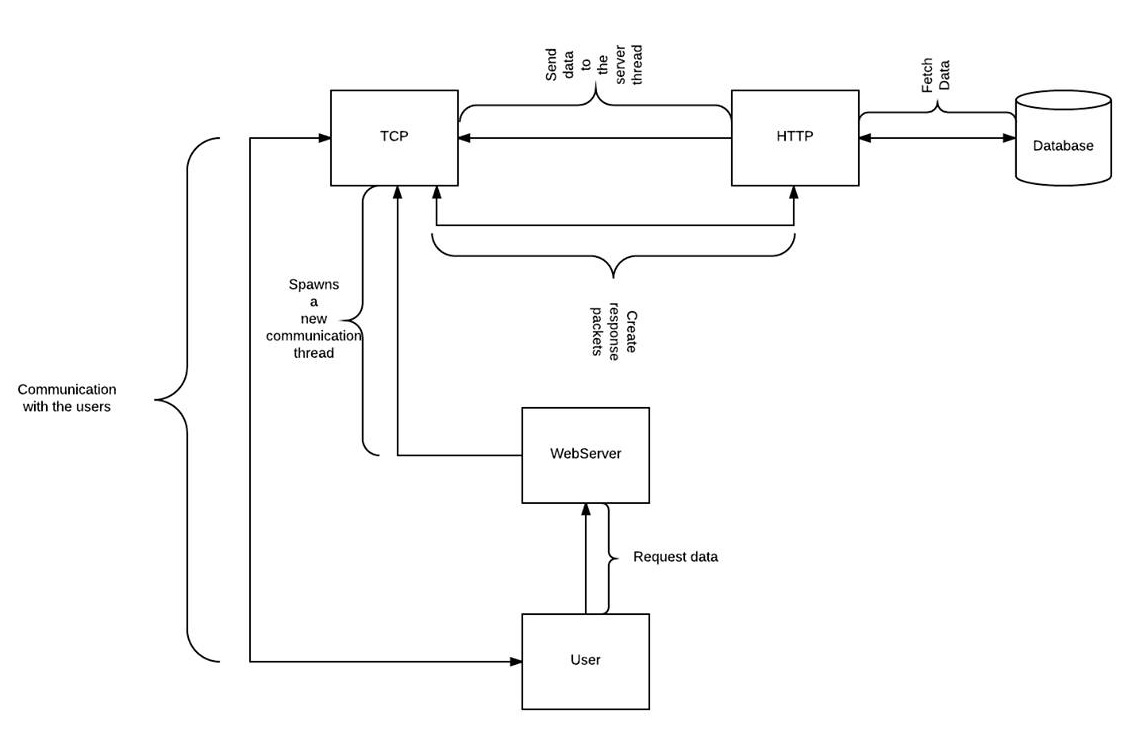 Send
data
to
the
server
thread
Fetch
Data
TCP
HTTP
Database
Spawns
a
new
communication
thread
Create
response
packets
Communication
with the users
WebServer
Request data
User